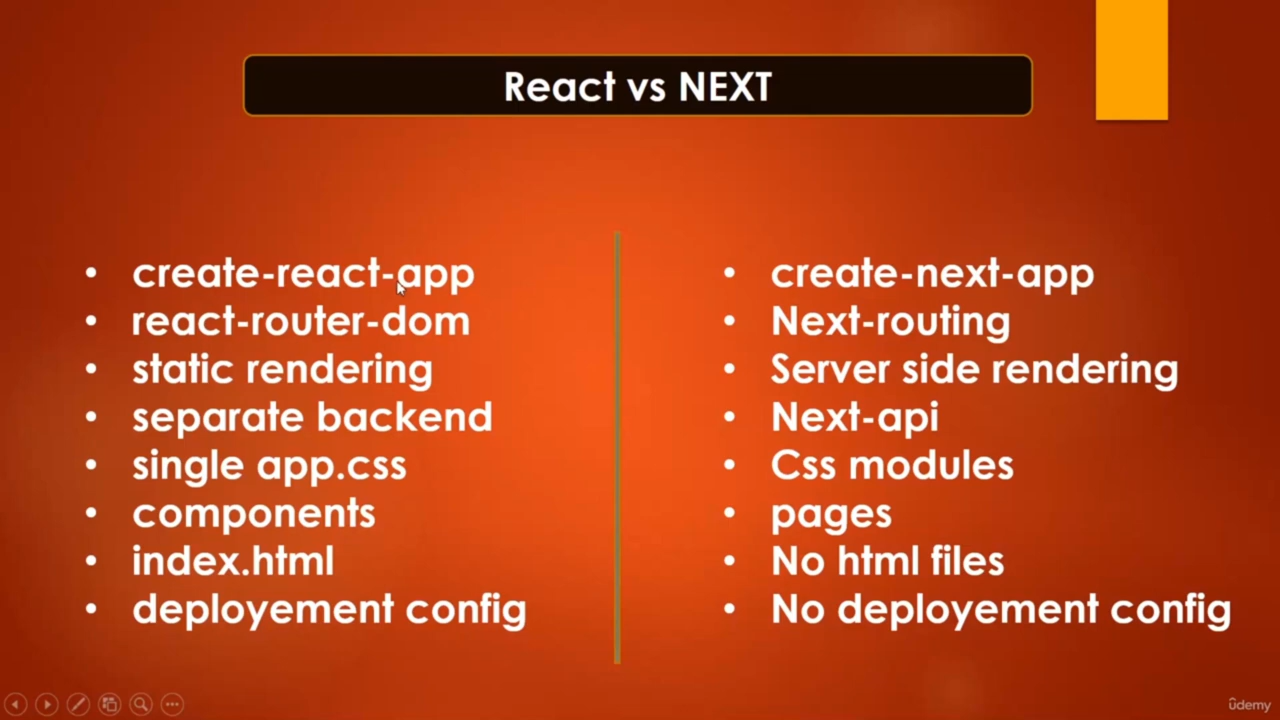 React vs NEXT
• create-react-app
• react-router-dom
• static rendering
• separate backend
• single app.css
• components
• index.html
• deployement config
• create-next-app
• Next-routing
• Server side rendering
• Next-api
• Css modules
• pages
• No html files
• No deployement config
ûdemy